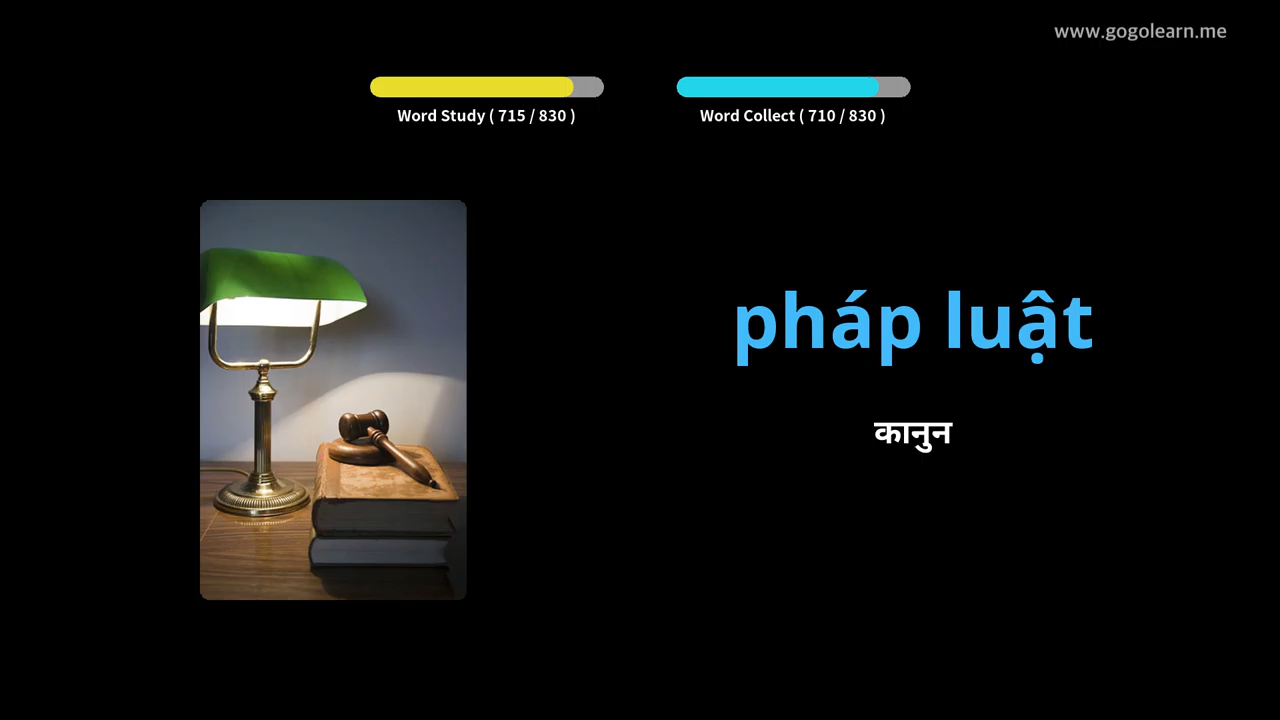 www.gogolearn.me
Word Study ( 715 / 830 )
Word Collect ( 710 / 830 )
pháp luật
कानुन